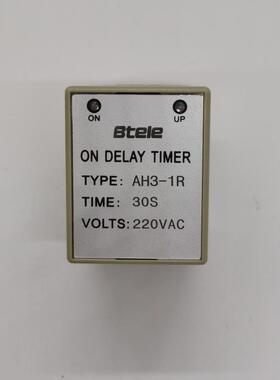 ON UP
Btele
ON DELAY TIMER
TYPE: AH3-1R
TIME: 30S
VOLTS: 220VAC